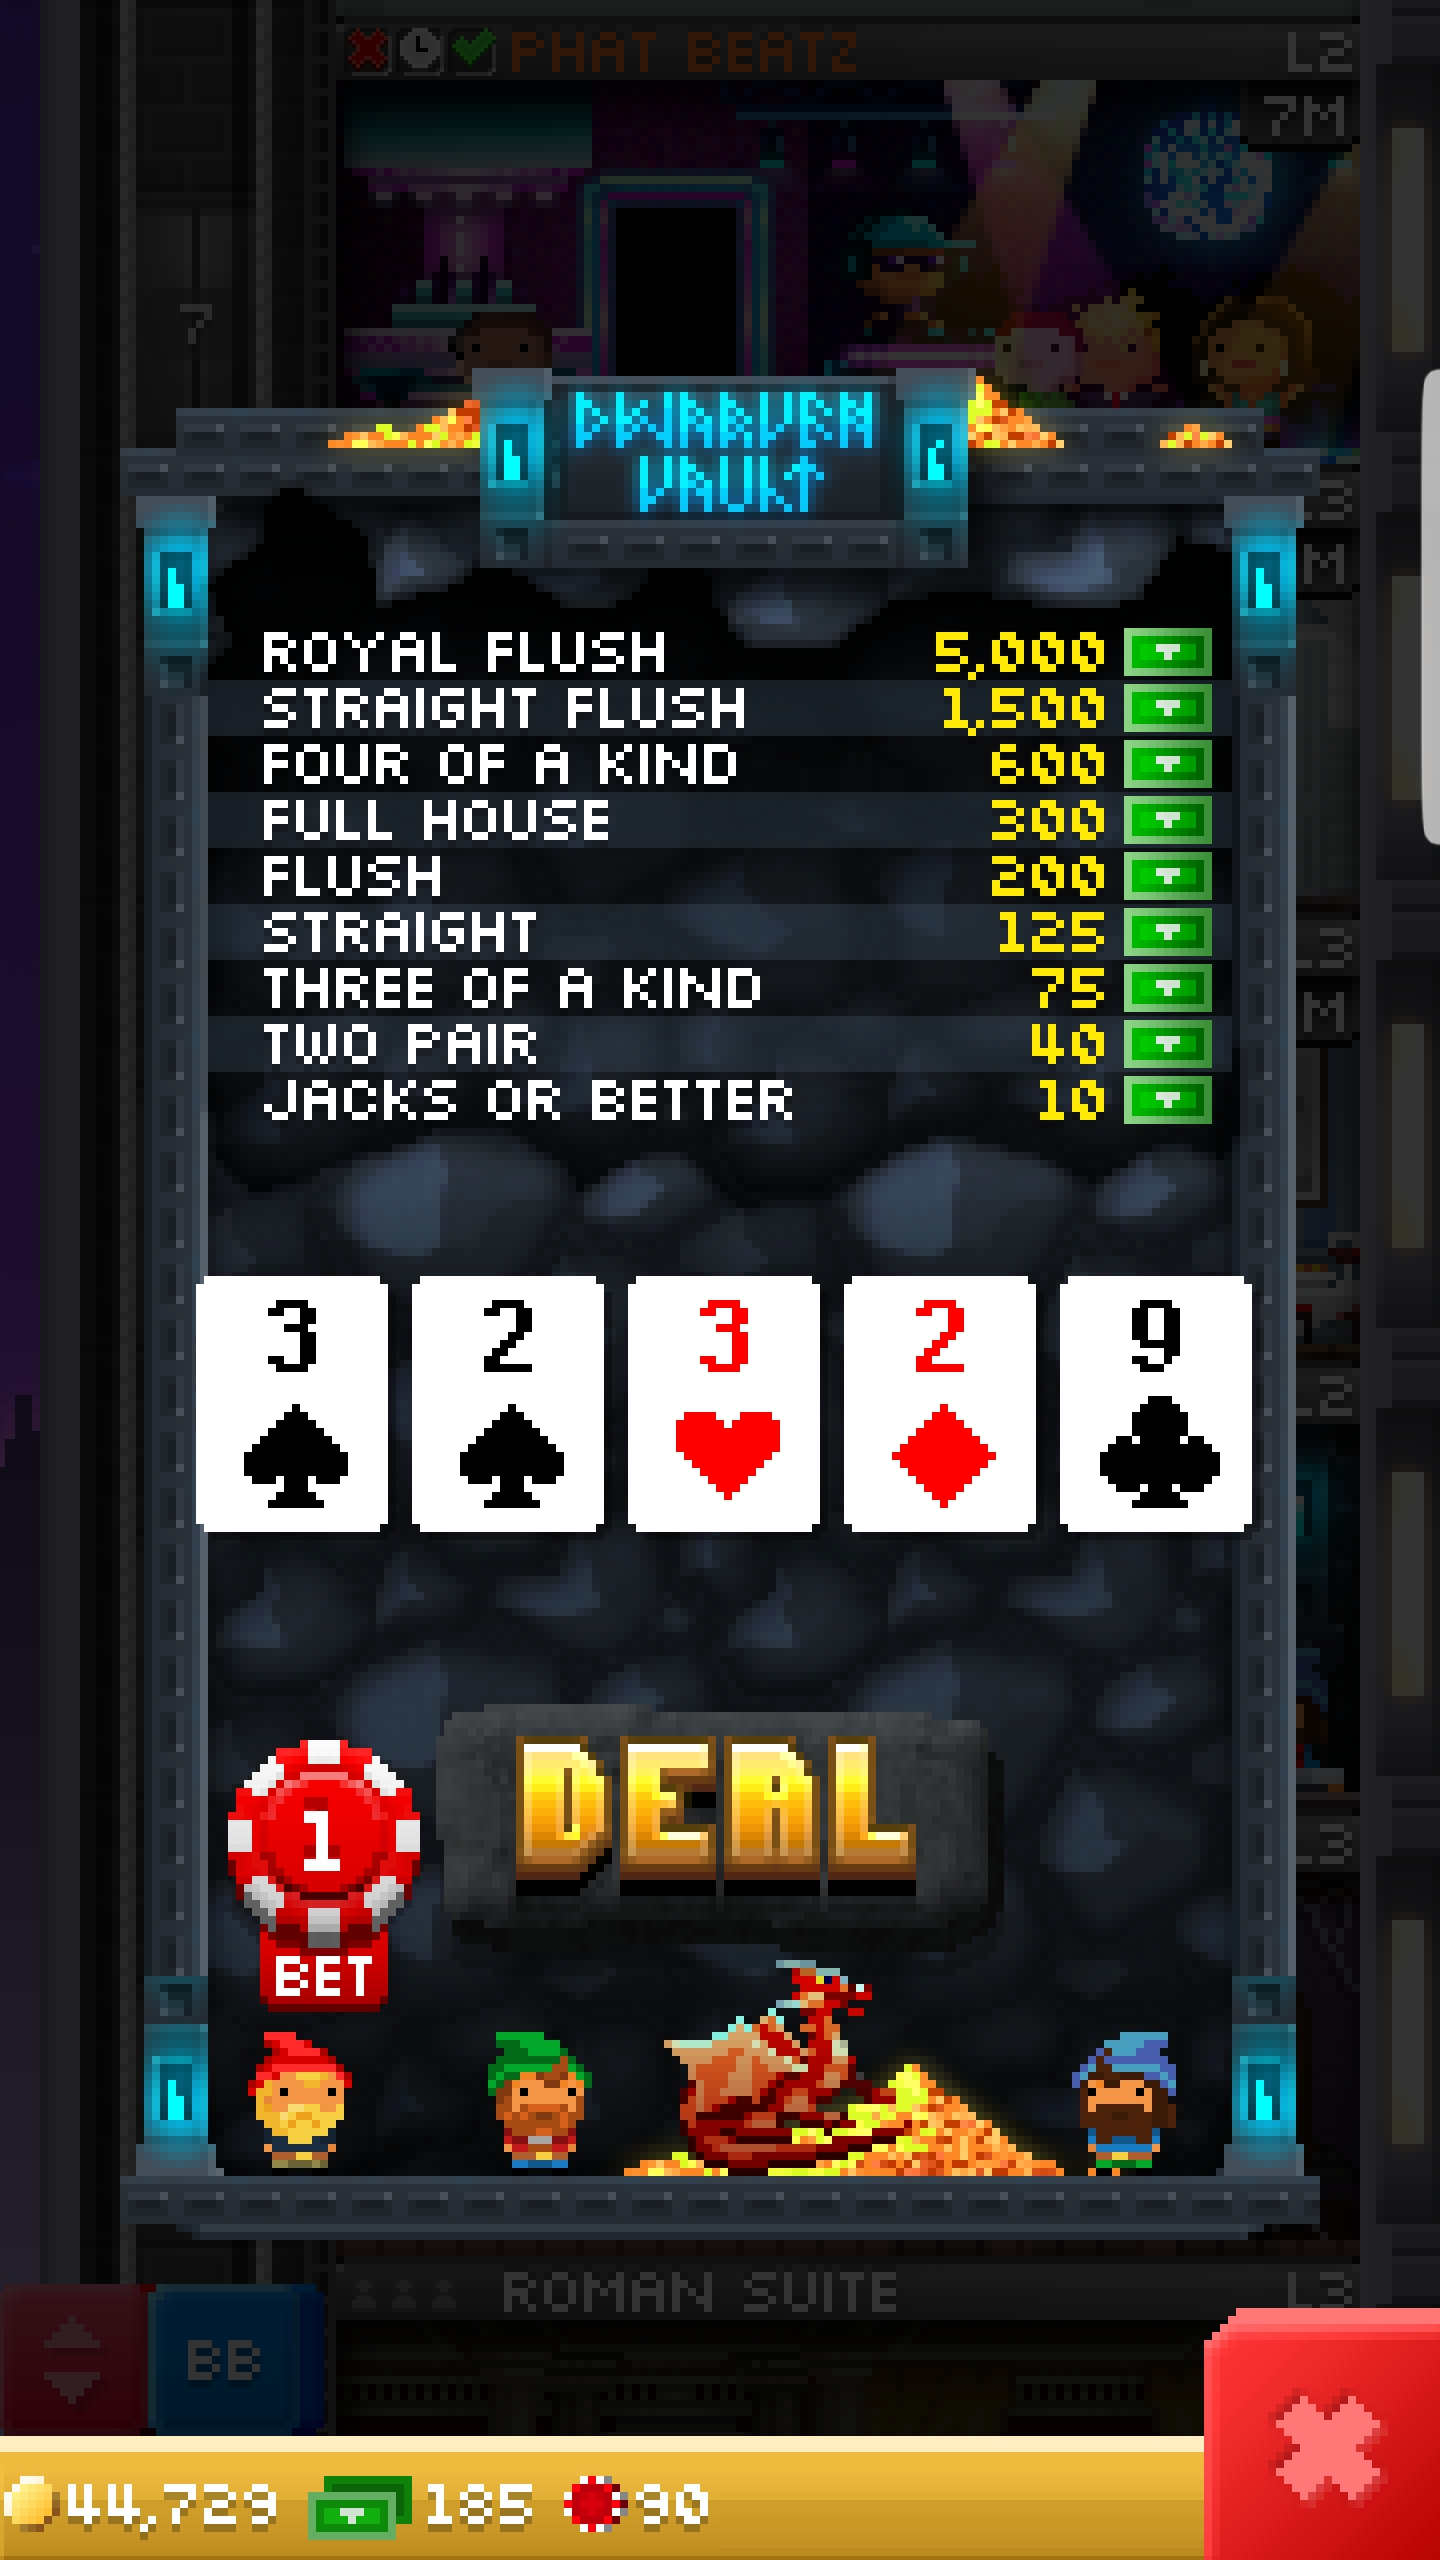 PHAT BEATZ L2
7M
7
DWARVEN
VAULT
ROYAL FLUSH 5,000
STRAIGHT FLUSH 1,500
FOUR OF A KIND 600
FULL HOUSE 300
FLUSH 200
STRAIGHT 125
THREE OF A KIND 75
TWO PAIR 40
JACKS OR BETTER 10
3 2 3 2 9
DEAL
1
BET
ROMAN SUITE L3
BB
44,729 185 90